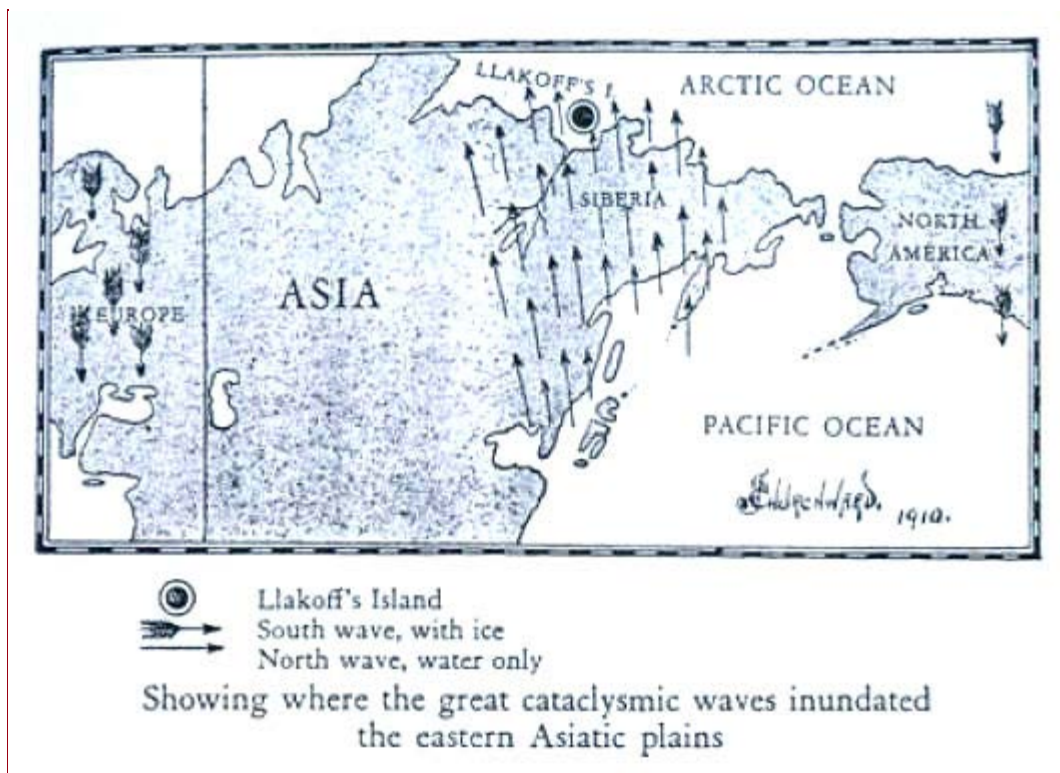 LLAKOFF'S I.
ARCTIC OCEAN
SIBERIA
NORTH
AMERICA
ASIA
EUROPE
PACIFIC OCEAN
Churchward. 1910.
Llakoff's Island
South wave, with ice
North wave, water only
Showing where the great cataclysmic waves inundated
the eastern Asiatic plains